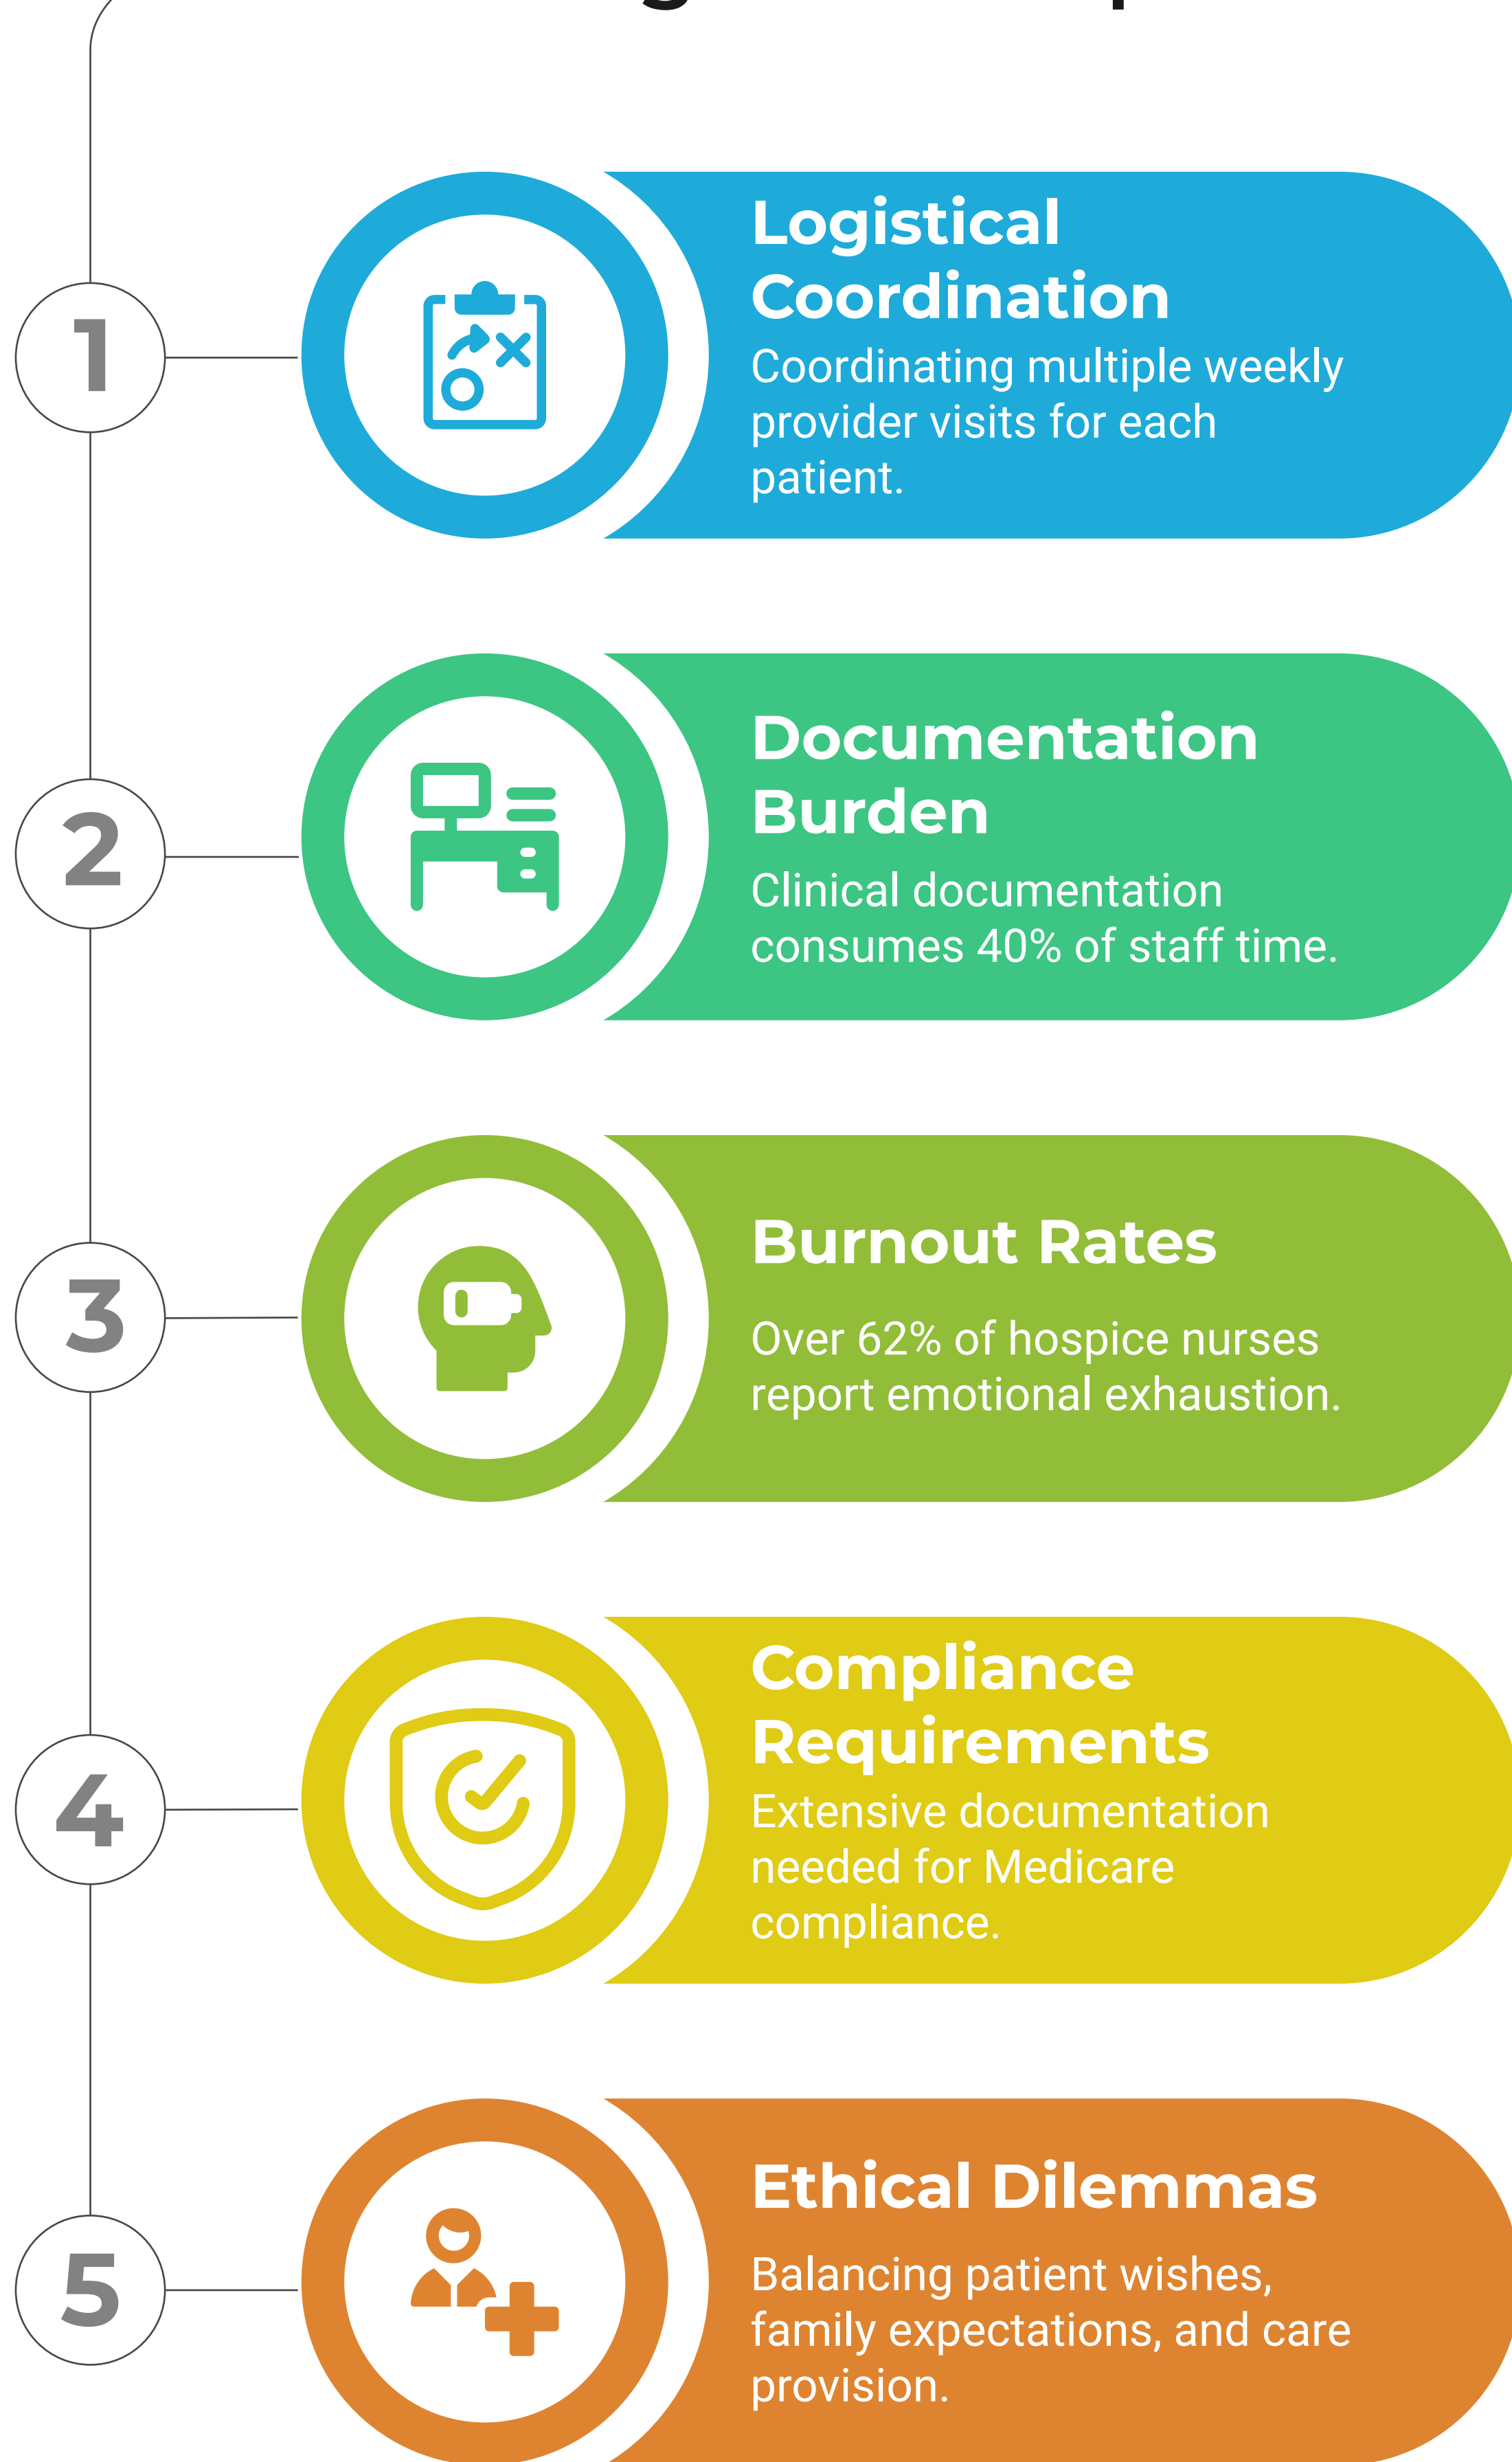 1
Logistical
Coordination
Coordinating multiple weekly
provider visits for each
patient.
2
Documentation
Burden
Clinical documentation
consumes 40% of staff time.
3
Burnout Rates
Over 62% of hospice nurses
report emotional exhaustion.
4
Compliance
Requirements
Extensive documentation
needed for Medicare
compliance.
5
Ethical Dilemmas
Balancing patient wishes,
family expectations, and care
provision.